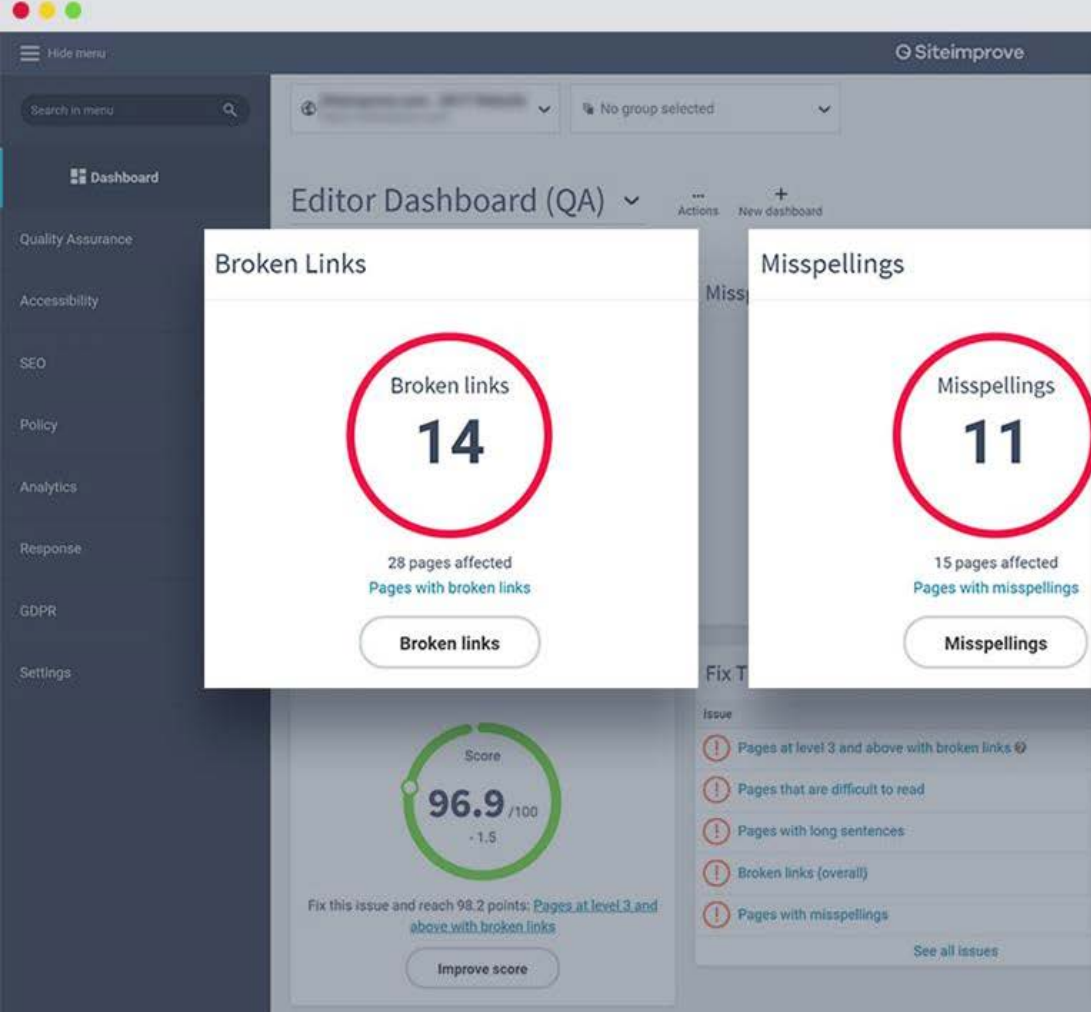 Hide menu
Siteimprove
Search in menu
No group selected
Dashboard
Editor Dashboard (QA)
Actions
New dashboard
Quality Assurance
Accessibility
SEO
Policy
Analytics
Response
GDPR
Settings
Broken Links
Broken links
14
28 pages affected
Pages with broken links
Broken links
Missp
Misspellings
Misspellings
11
15 pages affected
Pages with misspellings
Misspellings
Score
96.9 /100
- 1.5
Fix this issue and reach 98.2 points: Pages at level 3 and
above with broken links
Improve score
Fix T
Issue
Pages at level 3 and above with broken links
Pages that are difficult to read
Pages with long sentences
Broken links (overall)
Pages with misspellings
See all issues